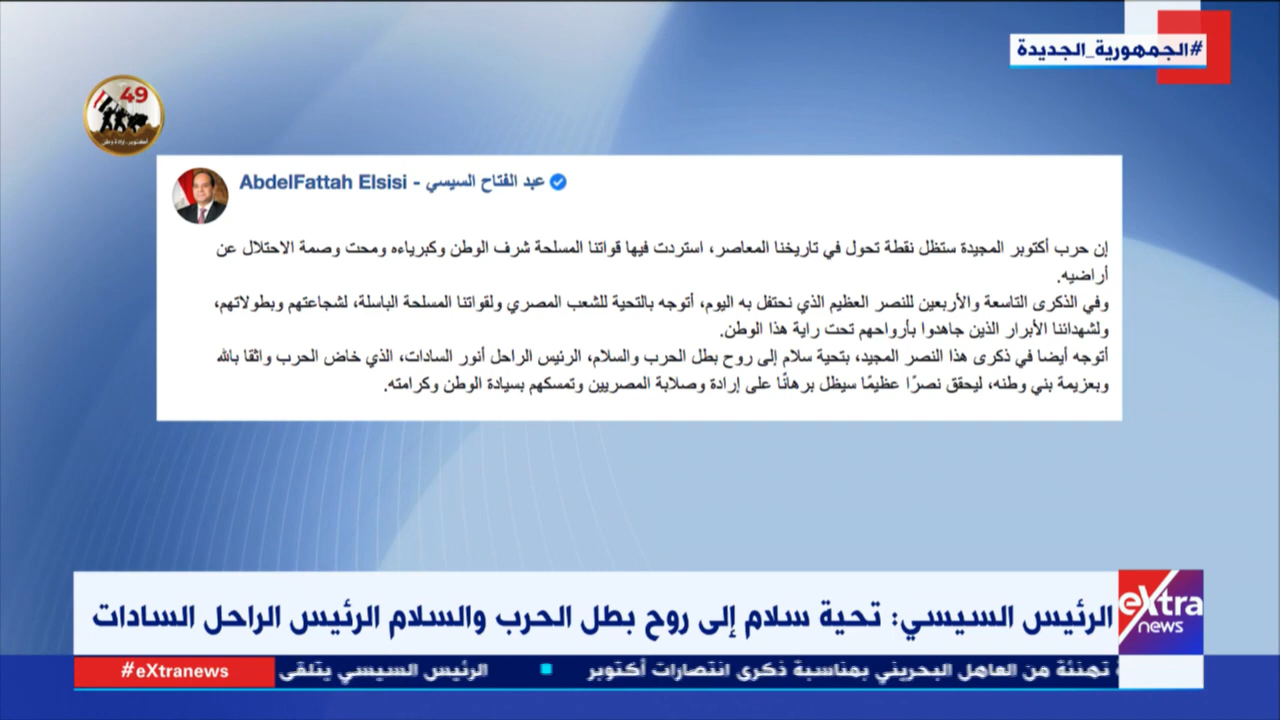 #الجمهورية_الجديدة
49
أكتوبر.. إرادة وطن
AbdelFattah Elsisi - عبد الفتاح السيسي
إن حرب أكتوبر المجيدة ستظل نقطة تحول في تاريخنا المعاصر، استردت فيها قواتنا المسلحة شرف الوطن وكبرياءه ومحت وصمة الاحتلال عن
أراضيه.
وفي الذكرى التاسعة والأربعين للنصر العظيم الذي نحتفل به اليوم، أتوجه بالتحية للشعب المصري ولقواتنا المسلحة الباسلة، لشجاعتهم وبطولاتهم،
ولشهدائنا الأبرار الذين جاهدوا بأرواحهم تحت راية هذا الوطن.
أتوجه أيضا في ذكرى هذا النصر المجيد، بتحية سلام إلى روح بطل الحرب والسلام، الرئيس الراحل أنور السادات، الذي خاض الحرب واثقا بالله
وبعزيمة بني وطنه، ليحقق نصرًا عظيمًا سيظل برهانًا على إرادة وصلابة المصريين وتمسكهم بسيادة الوطن وكرامته.
الرئيس السيسي: تحية سلام إلى روح بطل الحرب والسلام الرئيس الراحل السادات
eXtra
news
تهنئة من العاهل البحريني بمناسبة ذكرى انتصارات أكتوبر
الرئيس السيسي يتلقى
#eXtranews